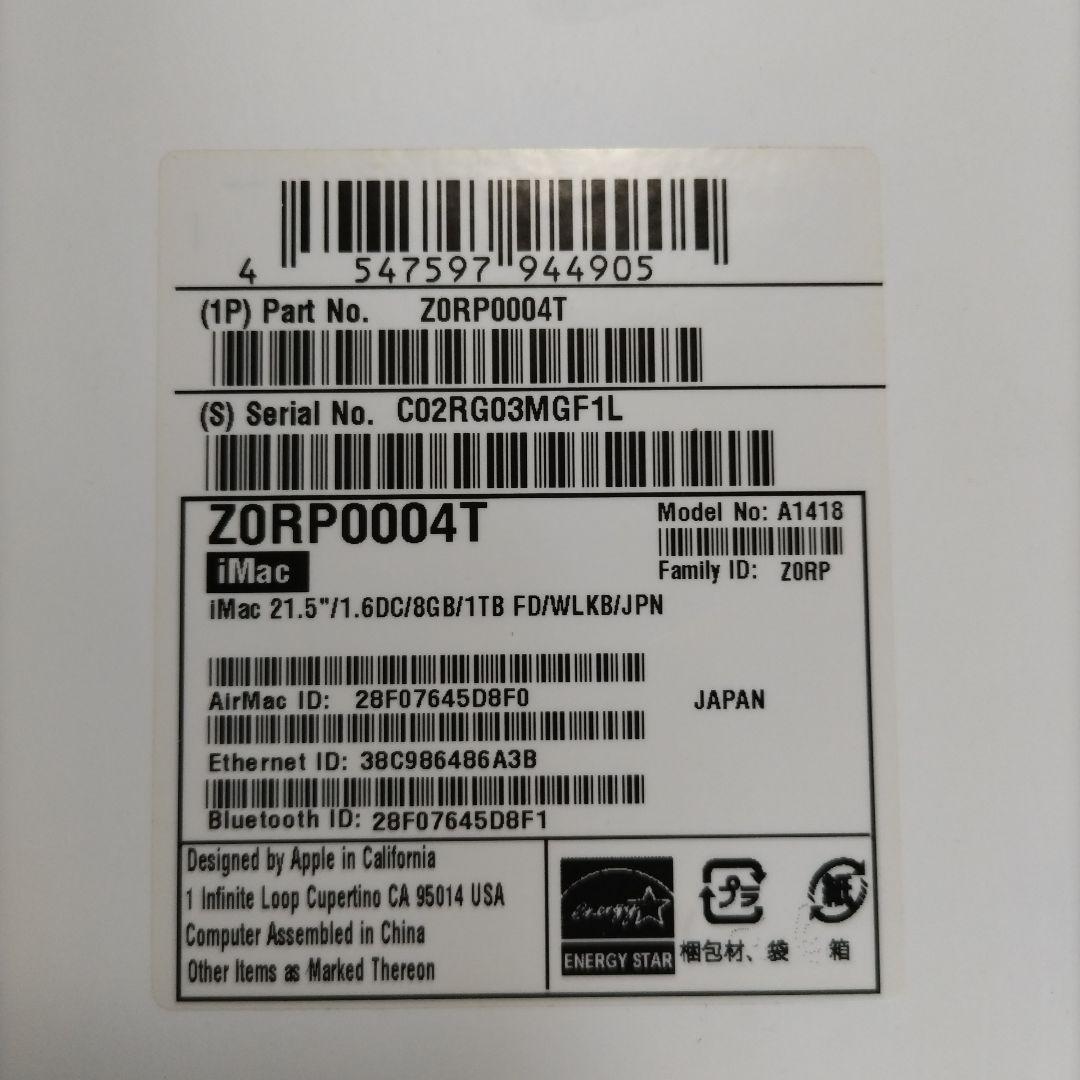 4 547597 944905
(1P) Part No. Z0RP0004T
(S) Serial No. C02RG03MGF1L
Z0RP0004T
Model No: A1418
iMac
Family ID: Z0RP
iMac 21.5"/1.6DC/8GB/1TB FD/WLKB/JPN
AirMac ID: 28F07645D8F0
JAPAN
Ethernet ID: 38C986486A3B
Bluetooth ID: 28F07645D8F1
Designed by Apple in California
1 Infinite Loop Cupertino CA 95014 USA
Computer Assembled in China
Other Items as Marked Thereon
energy
ENERGY STAR
プラ
梱包材、袋
紙
箱